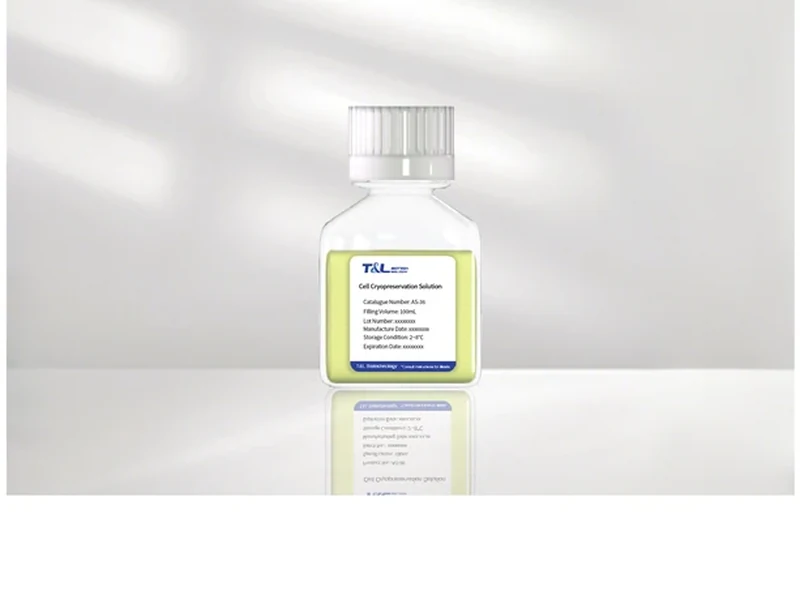 T&L
Cell Cryopreservation Solution
Catalogue Number: AS-36
Filling Volume: 100mL
Lot Number: xxxxxxxx
Manufacture Date: xxxxxxxx
Storage Condition: 2~8°C
Expiration Date: xxxxxxxx
T&L Biotechnology